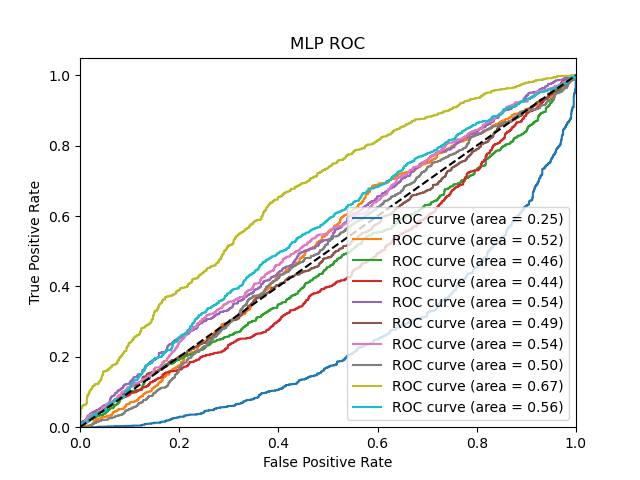 MLP ROC
True Positive Rate
1.0
0.8
0.6
0.4
0.2
0.0
ROC curve (area = 0.25)
ROC curve (area = 0.52)
ROC curve (area = 0.46)
ROC curve (area = 0.44)
ROC curve (area = 0.54)
ROC curve (area = 0.49)
ROC curve (area = 0.54)
ROC curve (area = 0.50)
ROC curve (area = 0.67)
ROC curve (area = 0.56)
0.0 0.2 0.4 0.6 0.8 1.0
False Positive Rate